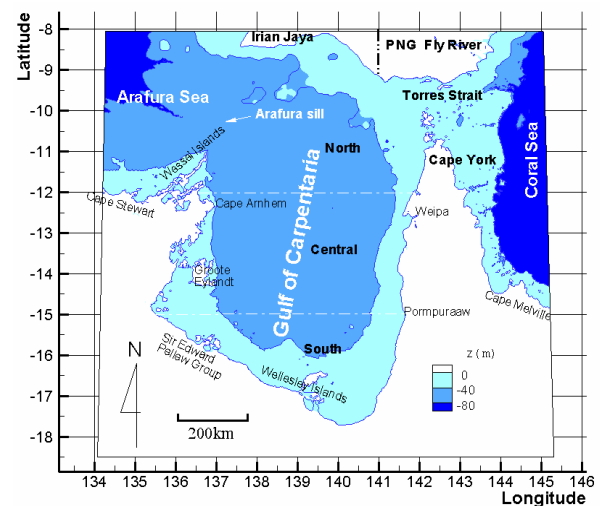 Latitude
-8
-9
-10
-11
-12
-13
-14
-15
-16
-17
-18
Irian Jaya
PNG Fly River
Arafura Sea
Torres Strait
Arafura sill
Wassel Islands
North
Cape York
Coral Sea
Cape Stewart
Cape Arnhem
Weipa
Gulf of Carpentaria
Central
Groote
Eylandt
Cape Melville
Pormpuraaw
Sir Edward
Pellaw Group
South
Wellesley Islands
N
z (m)
0
-40
-80
200km
134 135 136 137 138 139 140 141 142 143 144 145 146
Longitude